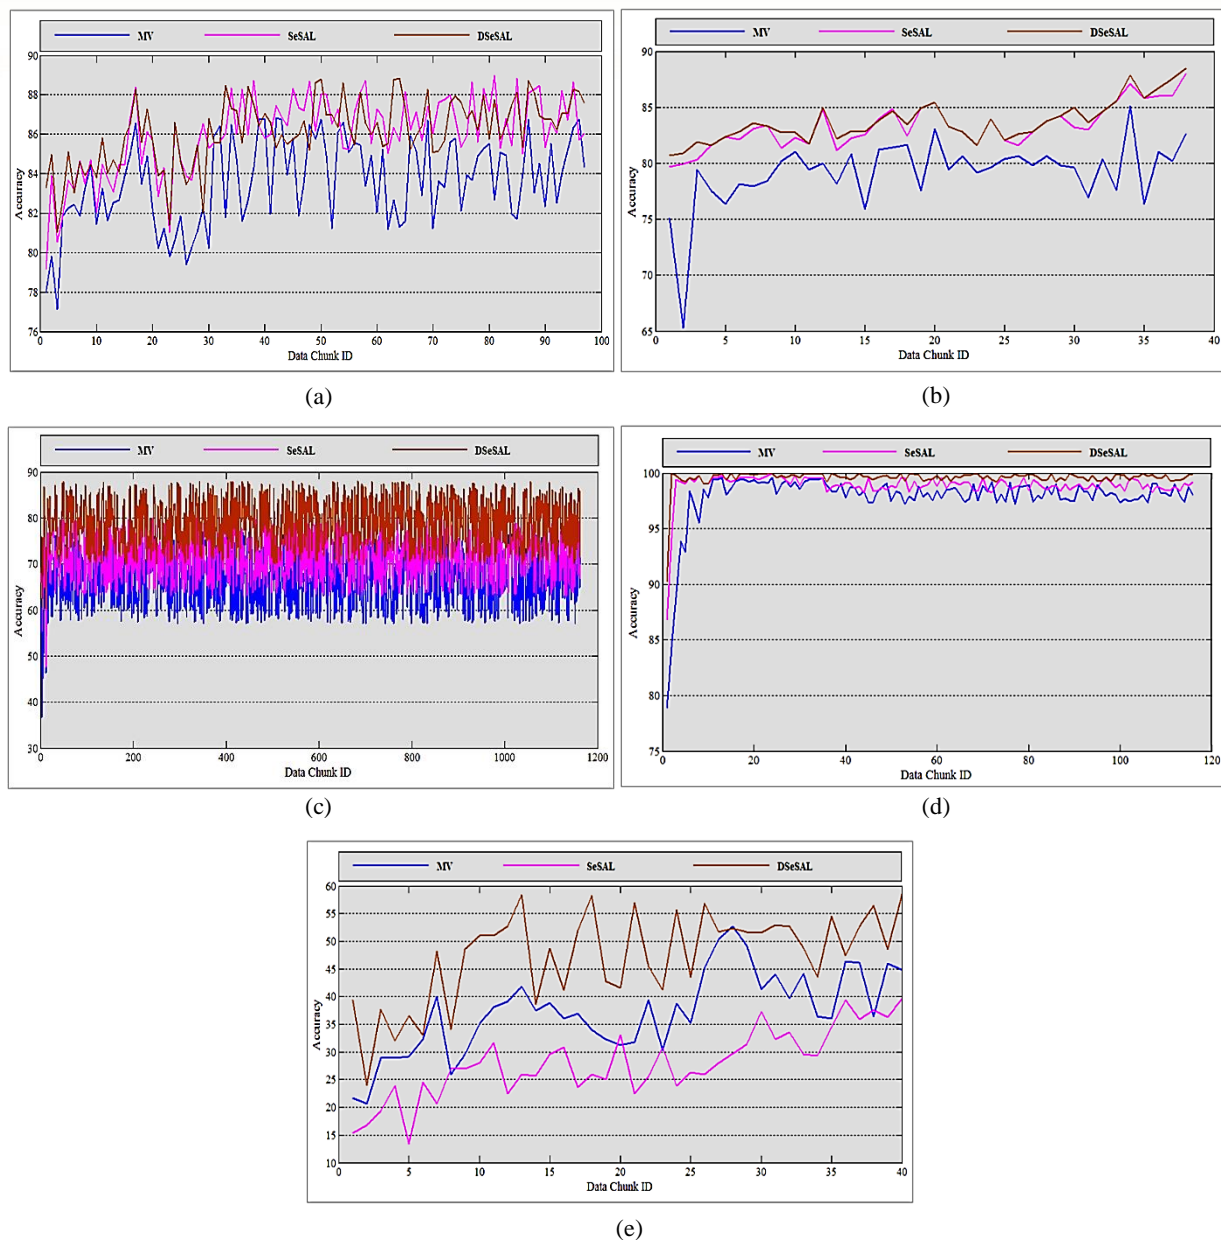 MV SeSAL DSeSAL
90
88
86
84
82
80
78
76
Accuracy
0 10 20 30 40 50 60 70 80 90 100
Data Chunk ID
(a)
MV SeSAL DSeSAL
90
85
80
75
70
65
Accuracy
0 5 10 15 20 25 30 35 40
Data Chunk ID
(b)
MV SeSAL DSeSAL
90
80
70
60
50
40
30
Accuracy
0 200 400 600 800 1000 1200
Data Chunk ID
(c)
MV SeSAL DSeSAL
100
95
90
85
80
75
Accuracy
0 20 40 60 80 100 120
Data Chunk ID
(d)
MV SeSAL DSeSAL
60
55
50
45
40
35
30
25
20
15
10
Accuracy
0 5 10 15 20 25 30 35 40
Data Chunk ID
(e)